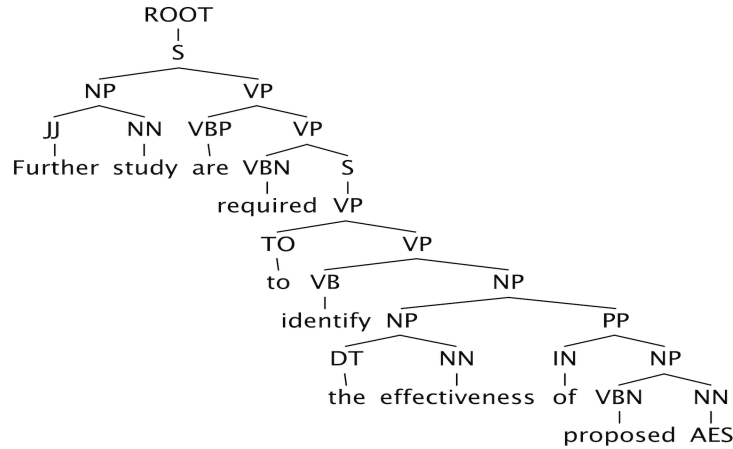 ROOT
S
NP VP
JJ NN VBP VP
Further study are VBN S
required VP
TO VP
to VB NP
identify NP PP
DT NN IN NP
the effectiveness of VBN NN
proposed AES